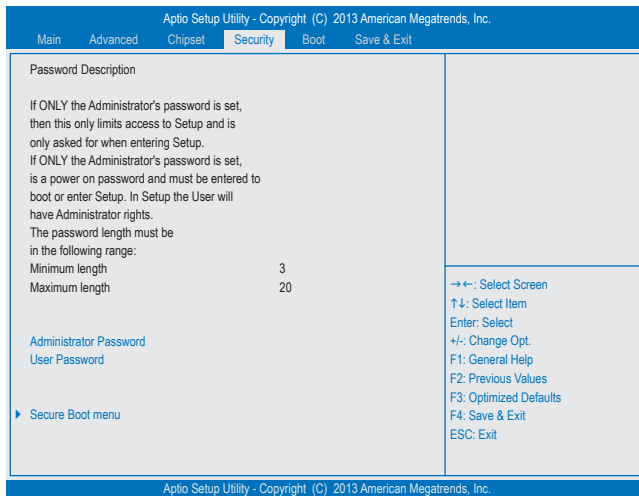 Aptio Setup Utility - Copyright (C) 2013 American Megatrends, Inc.
Main Advanced Chipset Security Boot Save & Exit
Password Description
If ONLY the Administrator's password is set,
then this only limits access to Setup and is
only asked for when entering Setup.
If ONLY the Administrator's password is set,
is a power on password and must be entered to
boot or enter Setup. In Setup the User will
have Administrator rights.
The password length must be
in the following range:
Minimum length 3
Maximum length 20
Administrator Password
User Password
Secure Boot menu
→←: Select Screen
↑↓: Select Item
Enter: Select
+/-: Change Opt.
F1: General Help
F2: Previous Values
F3: Optimized Defaults
F4: Save & Exit
ESC: Exit
Aptio Setup Utility - Copyright (C) 2013 American Megatrends, Inc.